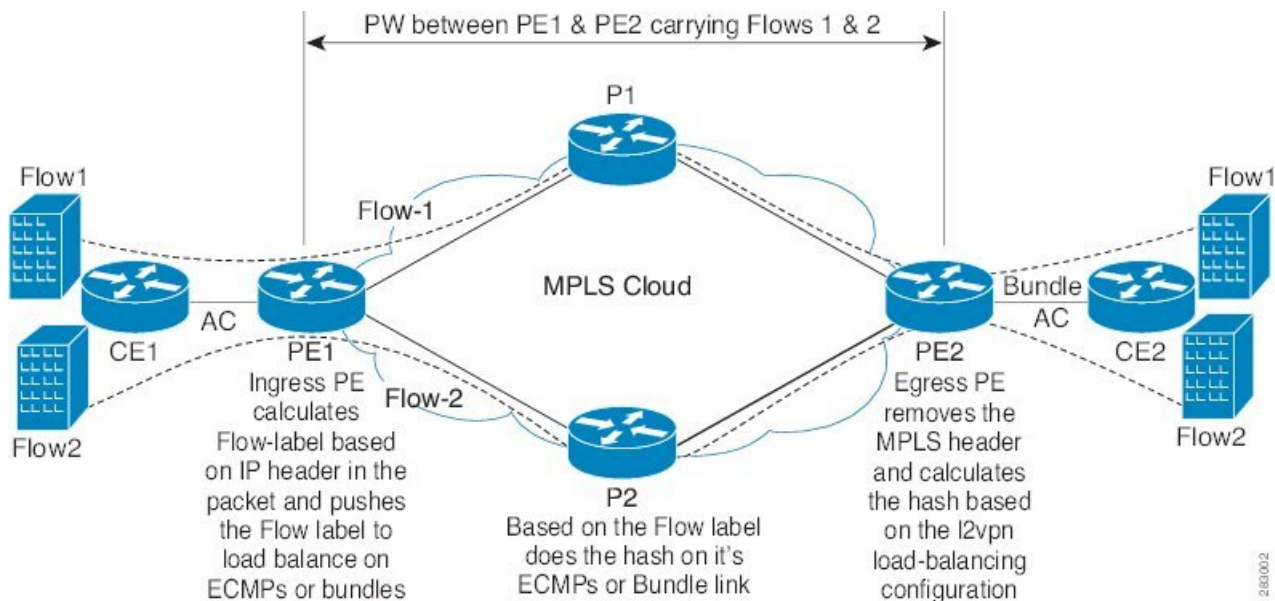 PW between PE1 & PE2 carrying Flows 1 & 2
P1
Flow1
Flow1
Flow-1
MPLS Cloud
Bundle
AC
AC
CE1
PE1
PE2
CE2
Ingress PE
calculates
Flow-label based
on IP header in the
packet and pushes
the Flow label to
load balance on
ECMPs or bundles
Flow-2
Flow2
P2
Based on the Flow label
does the hash on it's
ECMPs or Bundle link
Egress PE
removes the
MPLS header
and calculates
the hash based
on the l2vpn
load-balancing
configuration
Flow2
283002